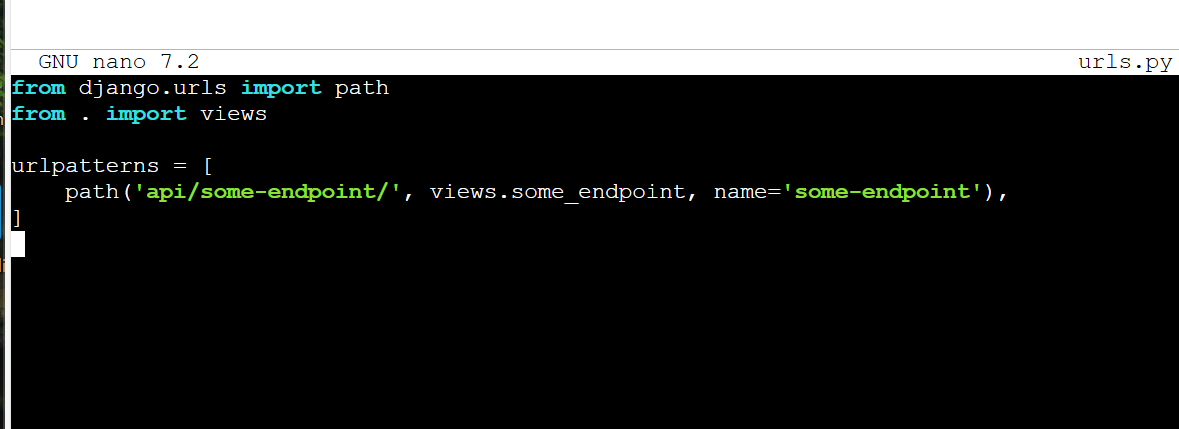 GNU nano 7.2 urls.py
from django.urls import path
from . import views
urlpatterns = [
    path('api/some-endpoint/', views.some_endpoint, name='some-endpoint'),
]